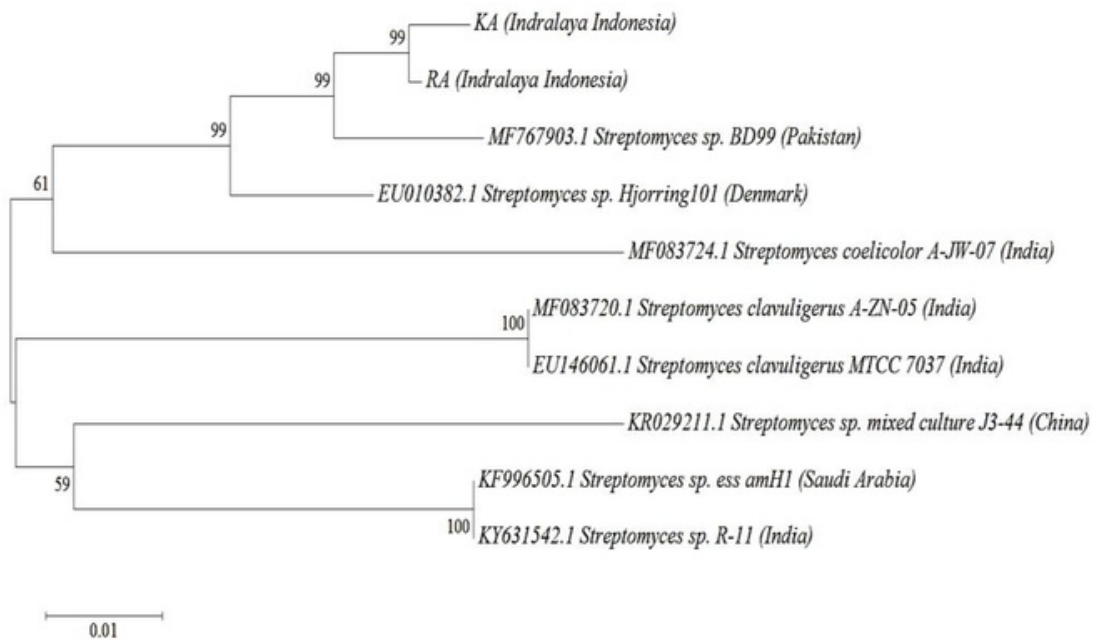 KA (Indralaya Indonesia)
99
RA (Indralaya Indonesia)
99
99
MF767903.1 Streptomyces sp. BD99 (Pakistan)
61
EU010382.1 Streptomyces sp. Hjorring101 (Denmark)
MF083724.1 Streptomyces coelicolor A-JW-07 (India)
MF083720.1 Streptomyces clavuligerus A-ZN-05 (India)
100
EU146061.1 Streptomyces clavuligerus MTCC 7037 (India)
KR029211.1 Streptomyces sp. mixed culture J3-44 (China)
59
KF996505.1 Streptomyces sp. ess amH1 (Saudi Arabia)
100
KY631542.1 Streptomyces sp. R-11 (India)
0.01